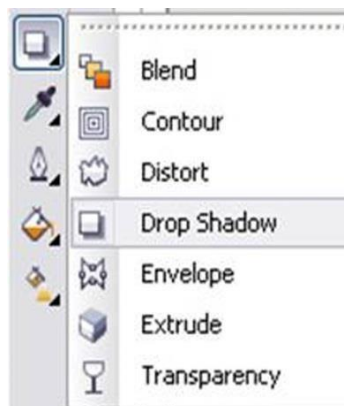 Blend
Contour
Distort
Drop Shadow
Envelope
Extrude
Transparency